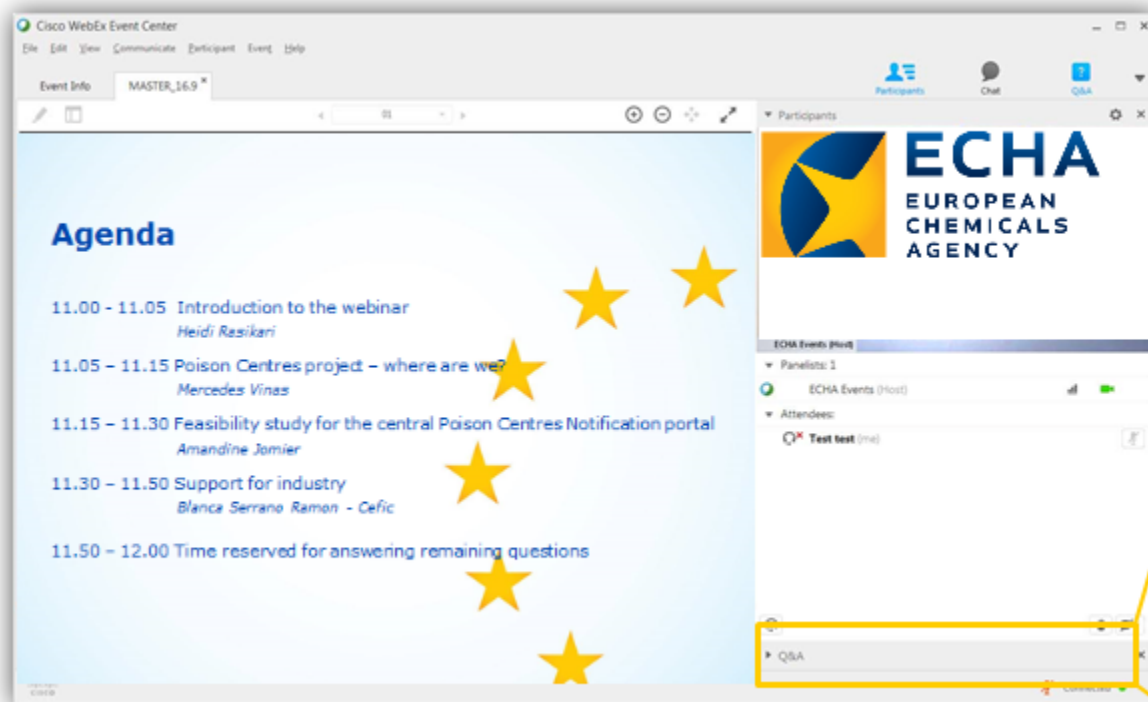 Cisco WebEx Event Center
File Edit View Communicate Participant Event Help
Event Info MASTER_16.9
Participants Chat Q&A
01
Participants
ECHA
EUROPEAN
CHEMICALS
AGENCY
Agenda
11.00 - 11.05 Introduction to the webinar
Heidi Rasikari
11.05 – 11.15 Poison Centres project – where are we?
Mercedes Vinas
11.15 – 11.30 Feasibility study for the central Poison Centres Notification portal
Amandine Jomier
11.30 – 11.50 Support for industry
Blanca Serrano Ramon - Cefic
11.50 – 12.00 Time reserved for answering remaining questions
ECHA Events (Host)
Panelists: 1
ECHA Events (Host)
Attendees:
Test test (me)
Q&A
Connected